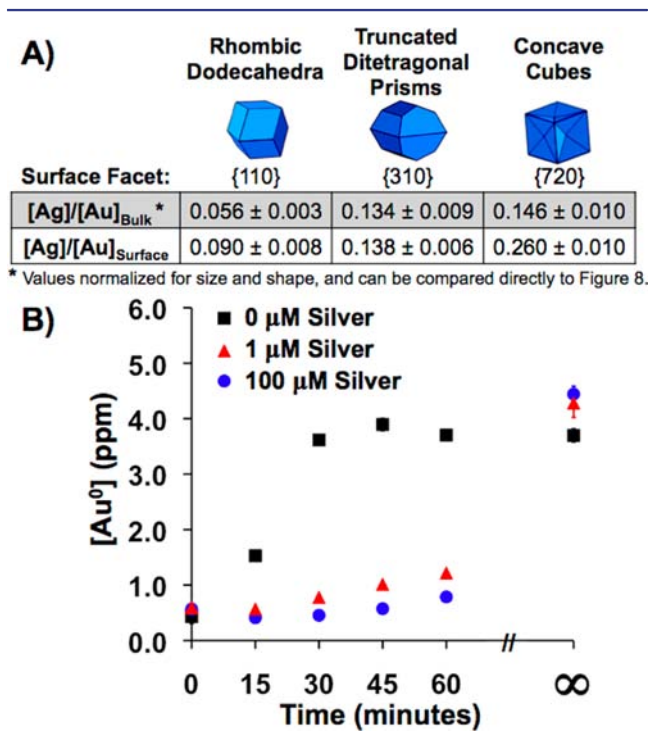 A)
Rhombic
Dodecahedra
Truncated
Ditetragonal
Prisms
Concave
Cubes
Surface Facet: {110} {310} {720}
[Ag]/[Au]Bulk * 0.056 ± 0.003 0.134 ± 0.009 0.146 ± 0.010
[Ag]/[Au]Surface 0.090 ± 0.008 0.138 ± 0.006 0.260 ± 0.010
* Values normalized for size and shape, and can be compared directly to Figure 8.
B)
0 µM Silver
1 µM Silver
100 µM Silver
[Au⁰] (ppm)
6.0
5.0
4.0
3.0
2.0
1.0
0.0
0 15 30 45 60 // ∞
Time (minutes)